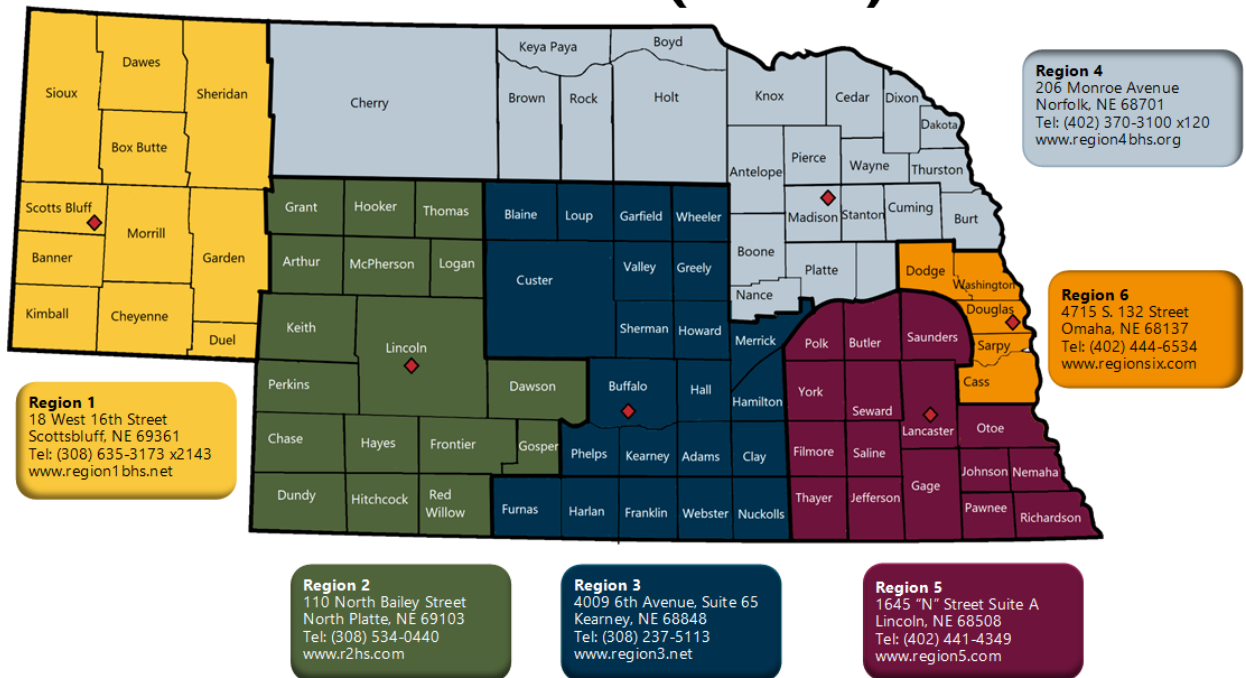 Sioux
Dawes
Sheridan
Box Butte
Scotts Bluff
Morrill
Banner
Garden
Kimball
Cheyenne
Duel
Cherry
Keya Paya
Boyd
Brown
Rock
Holt
Knox
Cedar
Dixon
Dakota
Antelope
Pierce
Wayne
Thurston
Madison
Stanton
Cuming
Burt
Boone
Platte
Nance
Grant
Hooker
Thomas
Arthur
McPherson
Logan
Keith
Lincoln
Perkins
Dawson
Chase
Hayes
Frontier
Gosper
Dundy
Hitchcock
Red
Willow
Blaine
Loup
Garfield
Wheeler
Custer
Valley
Greely
Sherman
Howard
Merrick
Buffalo
Hall
Hamilton
Phelps
Kearney
Adams
Clay
Furnas
Harlan
Franklin
Webster
Nuckolls
Polk
Butler
Saunders
York
Seward
Lancaster
Otoe
Filmore
Saline
Gage
Johnson
Nemaha
Thayer
Jefferson
Pawnee
Richardson
Dodge
Washington
Douglas
Sarpy
Cass
Region 4
206 Monroe Avenue
Norfolk, NE 68701
Tel: (402) 370-3100 x120
www.region4bhs.org
Region 6
4715 S. 132 Street
Omaha, NE 68137
Tel: (402) 444-6534
www.regionsix.com
Region 1
18 West 16th Street
Scottsbluff, NE 69361
Tel: (308) 635-3173 x2143
www.region1bhs.net
Region 2
110 North Bailey Street
North Platte, NE 69103
Tel: (308) 534-0440
www.r2hs.com
Region 3
4009 6th Avenue, Suite 65
Kearney, NE 68848
Tel: (308) 237-5113
www.region3.net
Region 5
1645 “N” Street Suite A
Lincoln, NE 68508
Tel: (402) 441-4349
www.region5.com